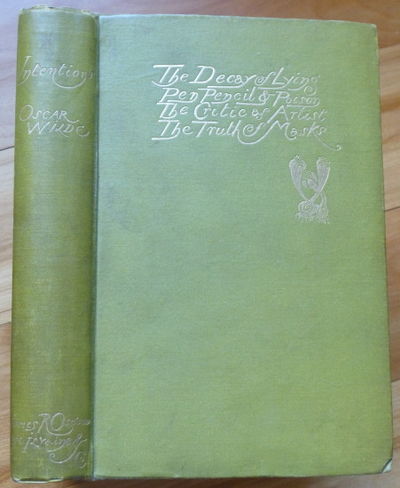 Intentions
OSCAR
WILDE
The Decay of Lying
Pen Pencil & Poison
The Critic as Artist
The Truth of Masks